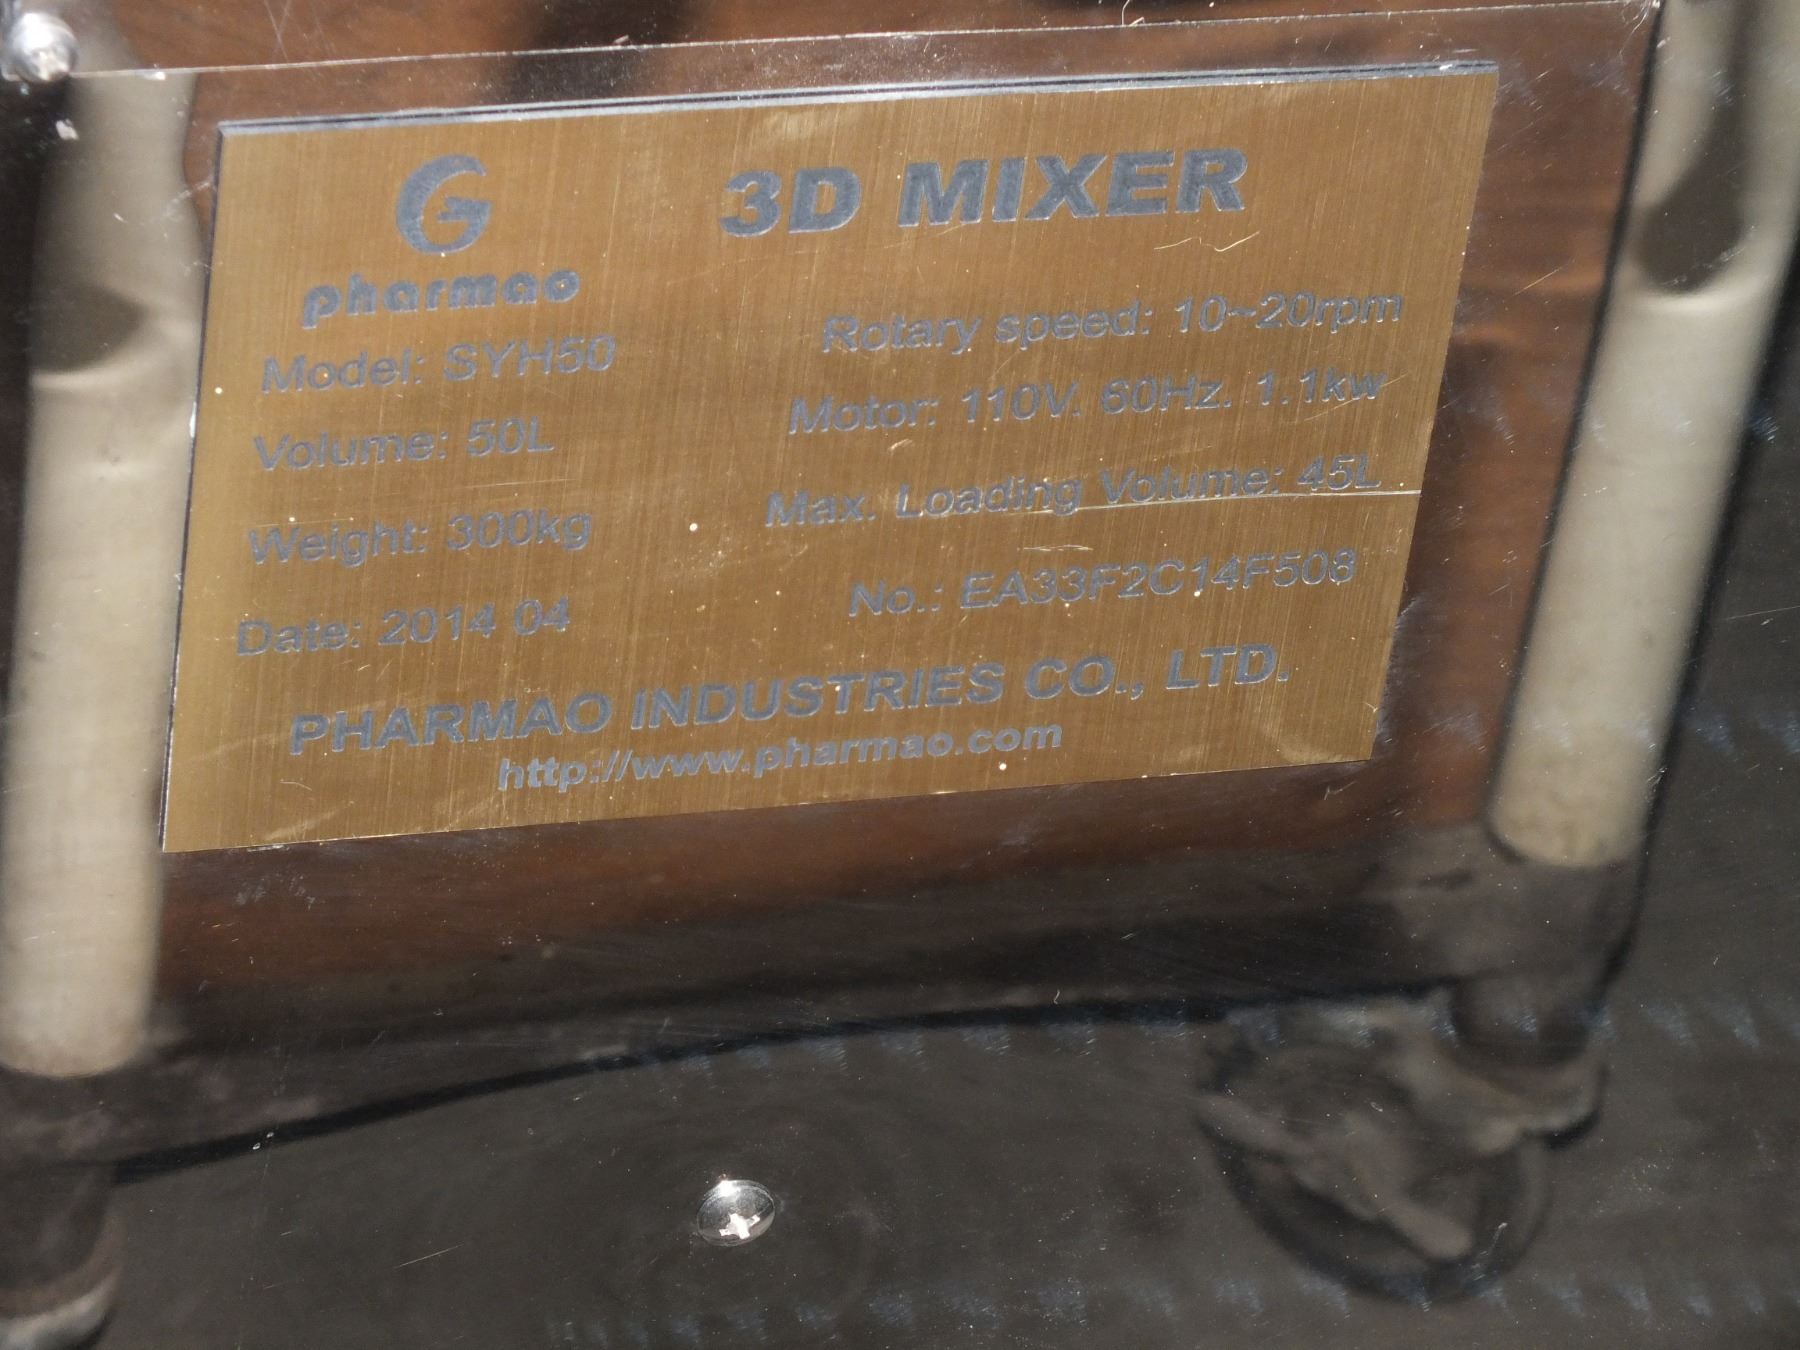 G
3D MIXER
pharmao
Model: SYH50
Rotary speed: 10~20rpm
Volume: 50L
Motor: 110V. 60Hz. 1.1kw
Weight: 300kg
Max. Loading Volume: 45L
Date: 2014 04
No.: EA33F2C14F508
PHARMAO INDUSTRIES CO., LTD.
http://www.pharmao.com